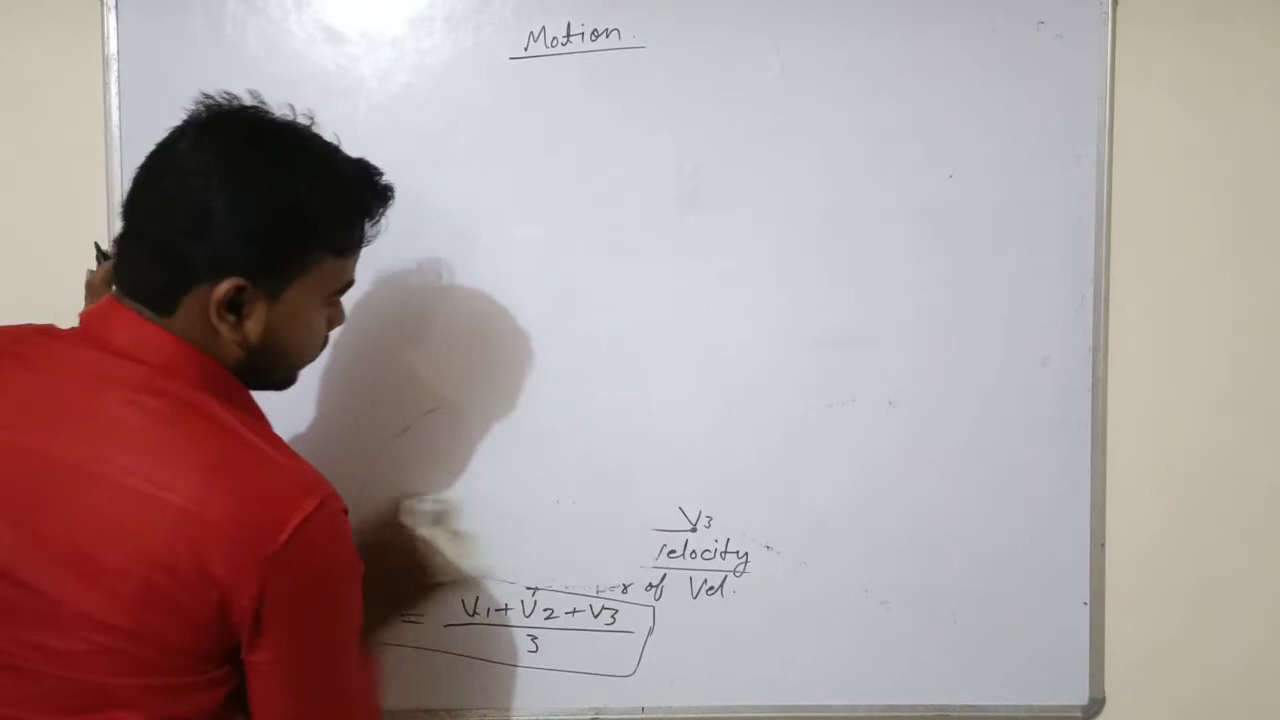 Motion.
V3
velocity
of Vel.
= V1+V2+V3
3